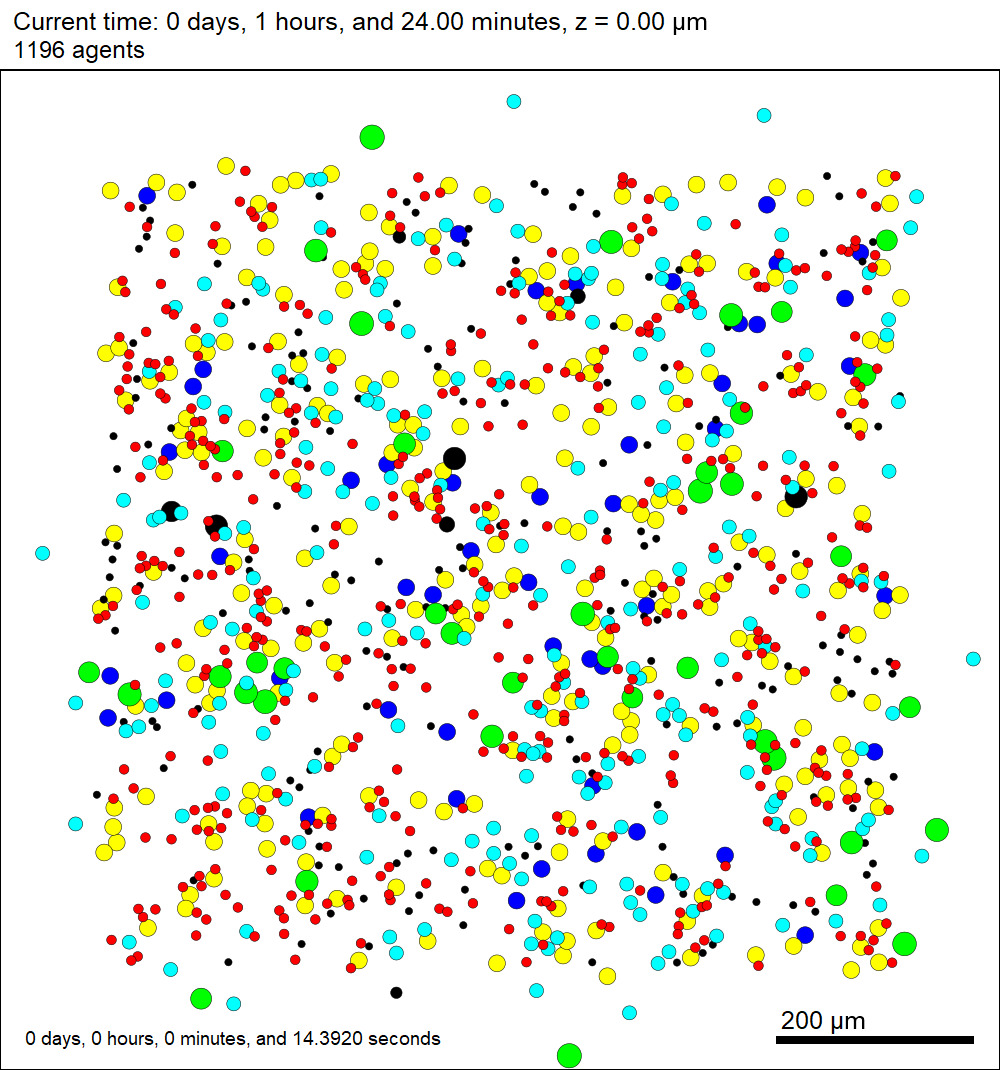 Current time: 0 days, 1 hours, and 24.00 minutes, z = 0.00 µm
1196 agents
200 µm
0 days, 0 hours, 0 minutes, and 14.3920 seconds